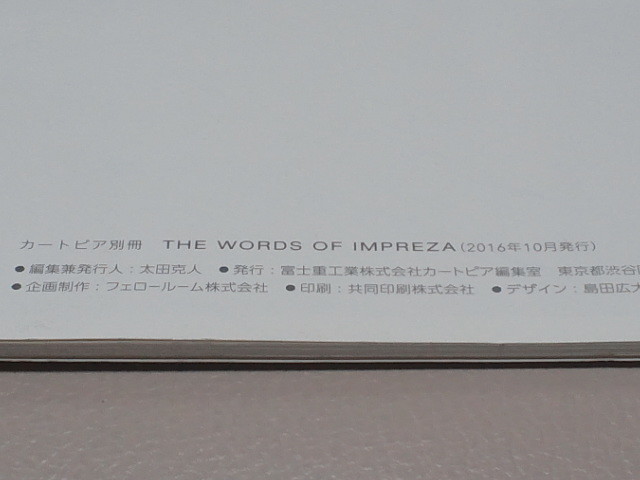 カートピア別冊　THE WORDS OF IMPREZA（2016年10月発行）
●編集兼発行人：太田克人　●発行：富士重工業株式会社カートピア編集室　東京都渋谷
●企画制作：フェロールーム株式会社　●印刷：共同印刷株式会社　●デザイン：島田広